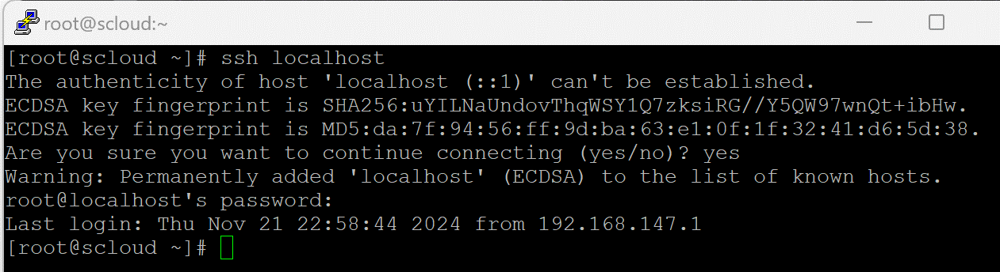 root@scloud:~
[root@scloud ~]# ssh localhost
The authenticity of host 'localhost (::1)' can't be established.
ECDSA key fingerprint is SHA256:uYILNaUndovThqWSY1Q7zksiRG//Y5QW97wnQt+ibHw.
ECDSA key fingerprint is MD5:da:7f:94:56:ff:9d:ba:63:e1:0f:1f:32:41:d6:5d:38.
Are you sure you want to continue connecting (yes/no)? yes
Warning: Permanently added 'localhost' (ECDSA) to the list of known hosts.
root@localhost's password:
Last login: Thu Nov 21 22:58:44 2024 from 192.168.147.1
[root@scloud ~]#